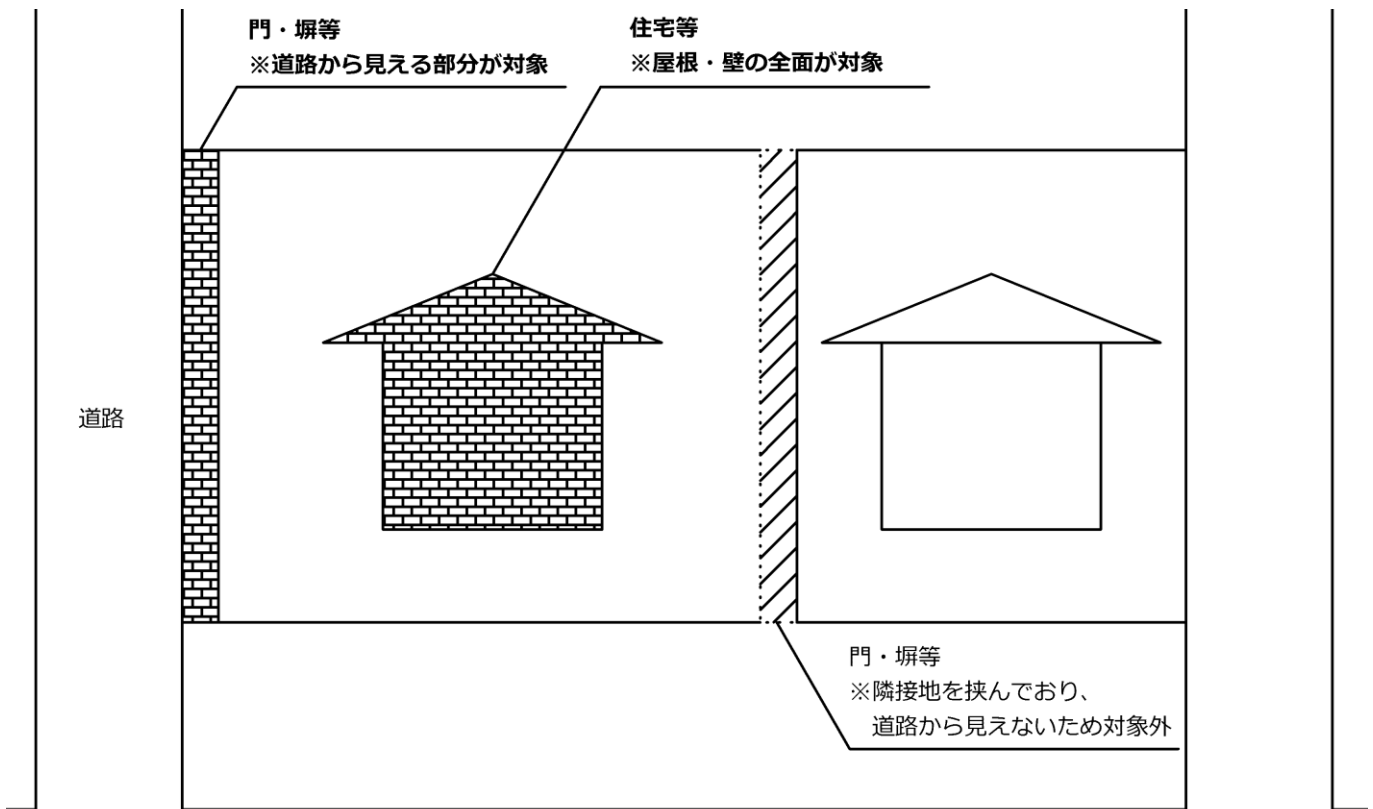 門・塀等
※道路から見える部分が対象
住宅等
※屋根・壁の全面が対象
道路
門・塀等
※隣接地を挟んでおり、
道路から見えないため対象外